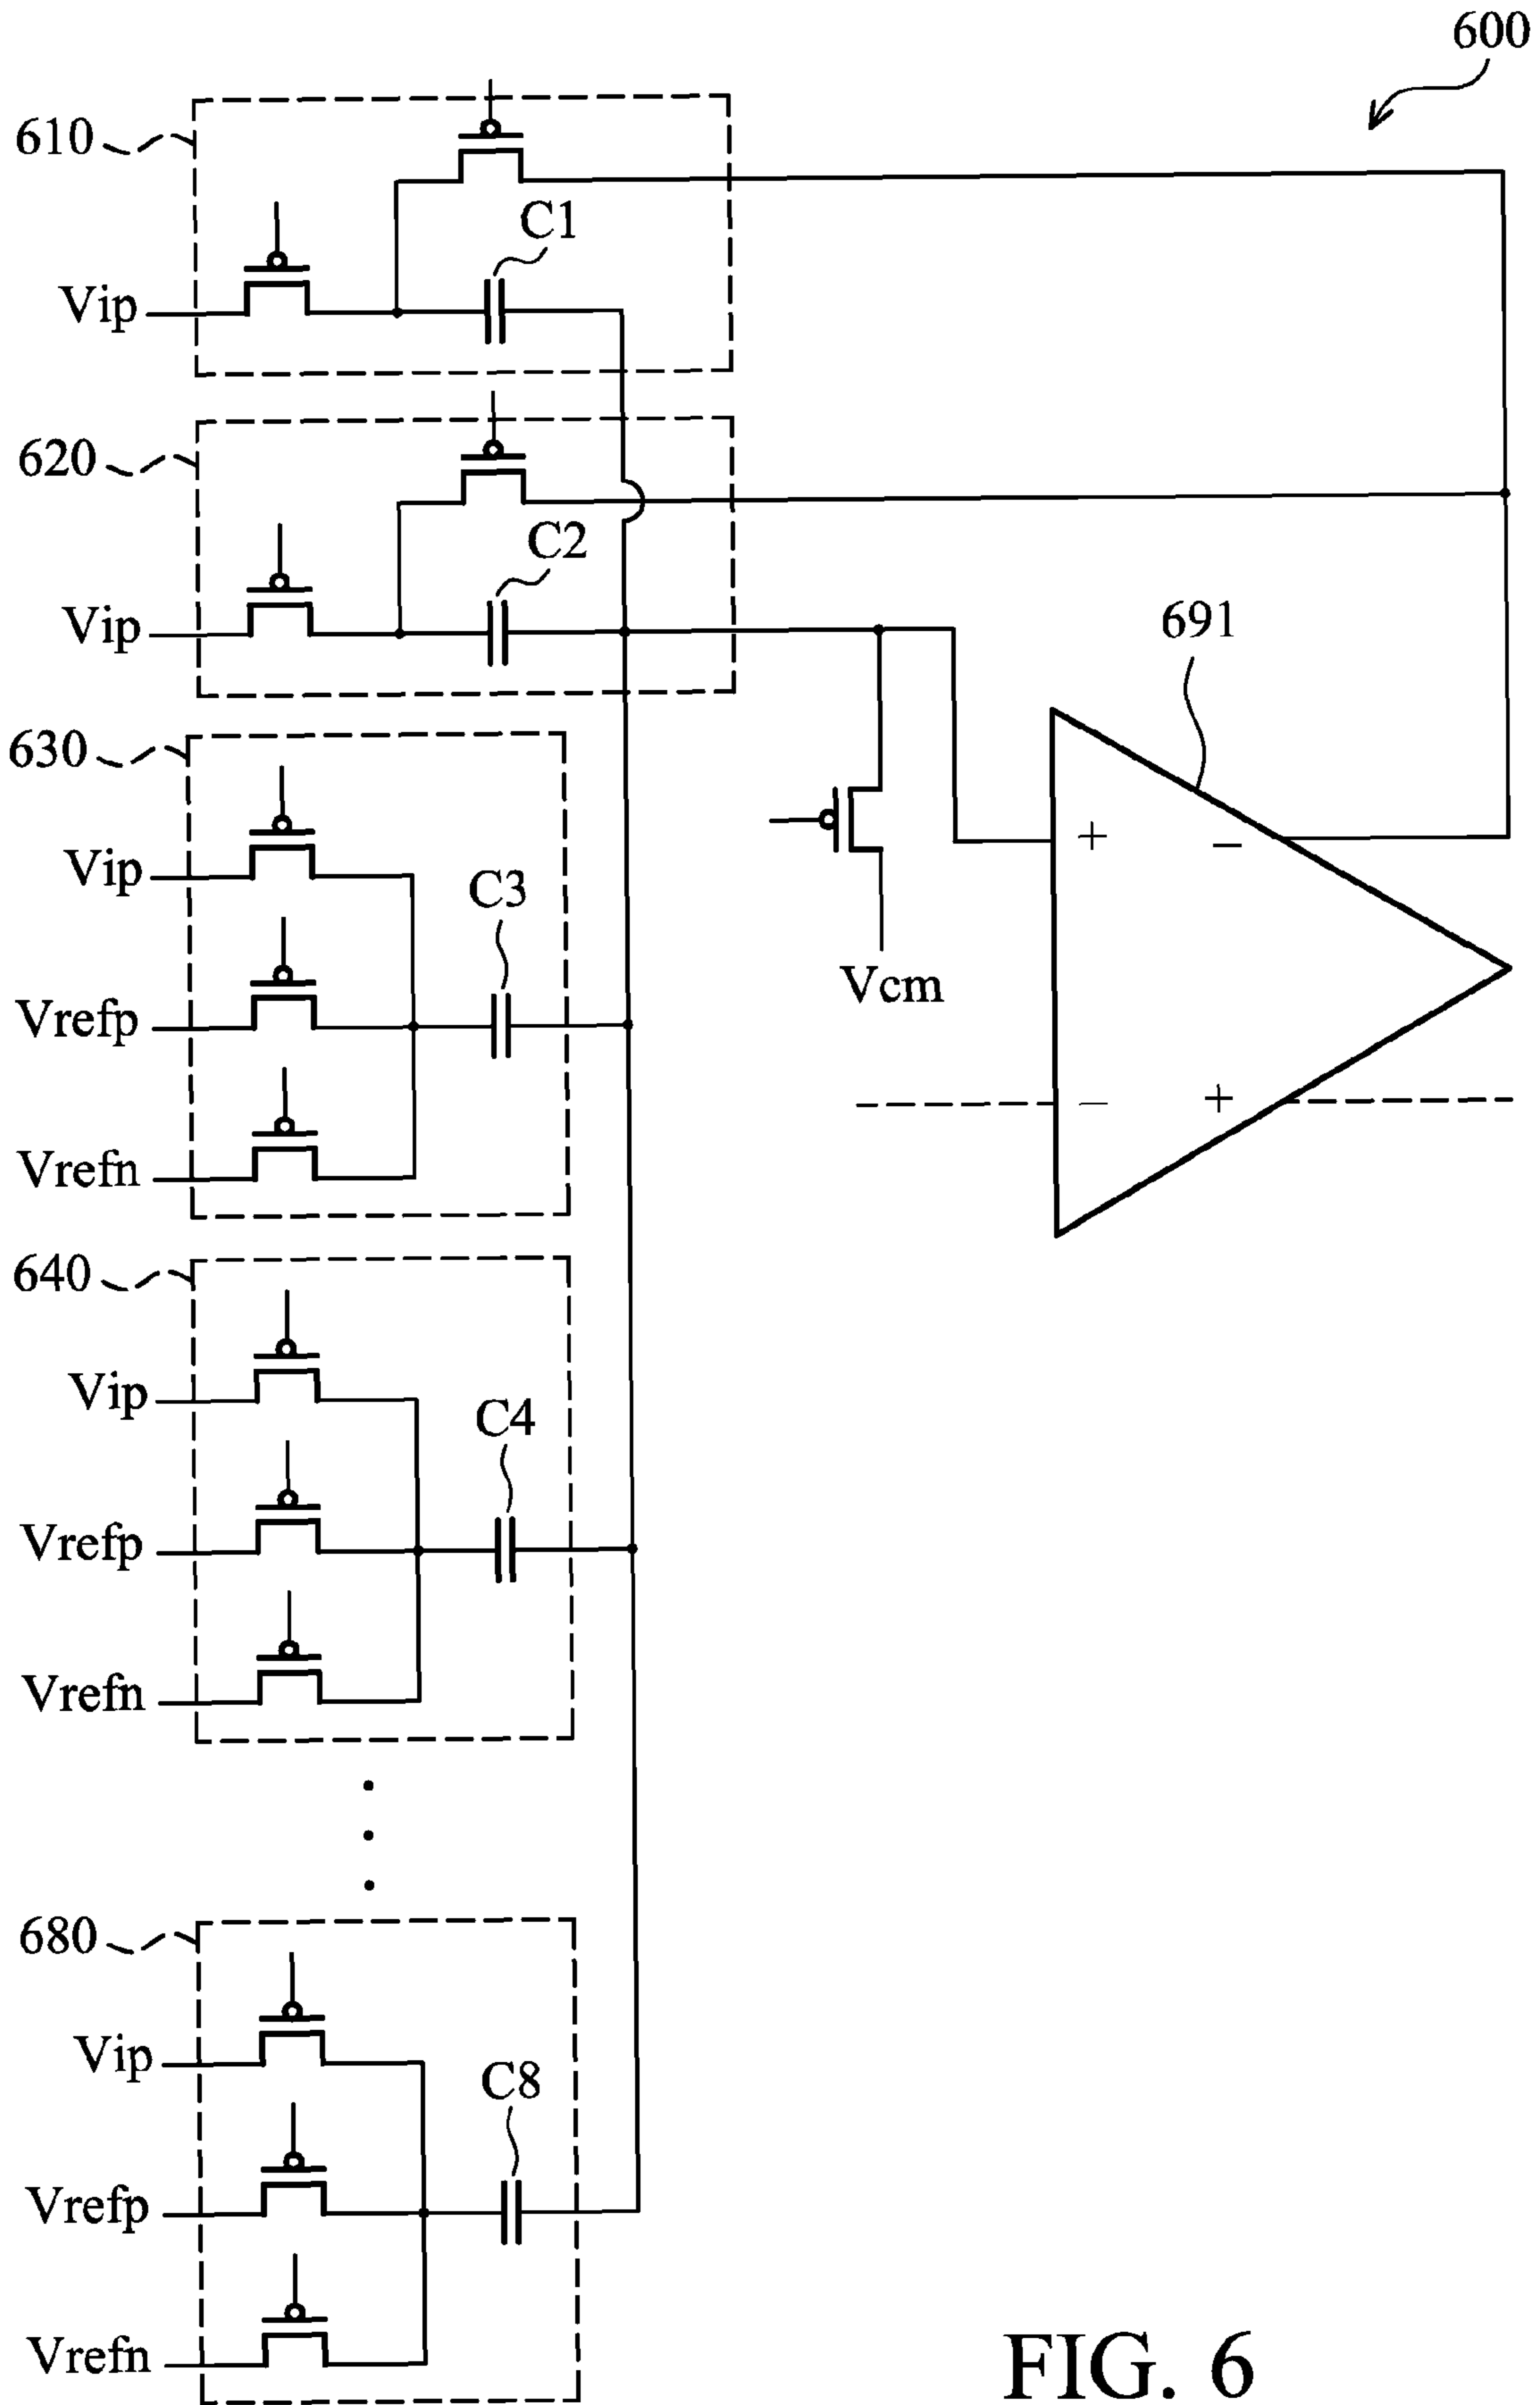 600
610
C1
Vip
620
C2
Vip
691
630
Vip
C3
+
−
Vcm
Vrefp
−
+
Vrefn
640
Vip
C4
Vrefp
Vrefn
680
Vip
C8
Vrefp
Vrefn
FIG. 6